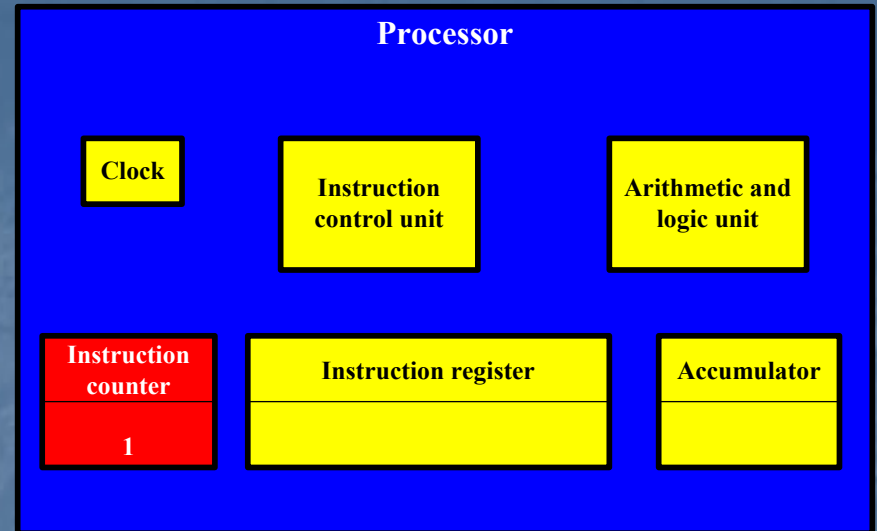 Processor
Clock
Instruction
control unit
Arithmetic and
logic unit
Instruction
counter
1
Instruction register
Accumulator